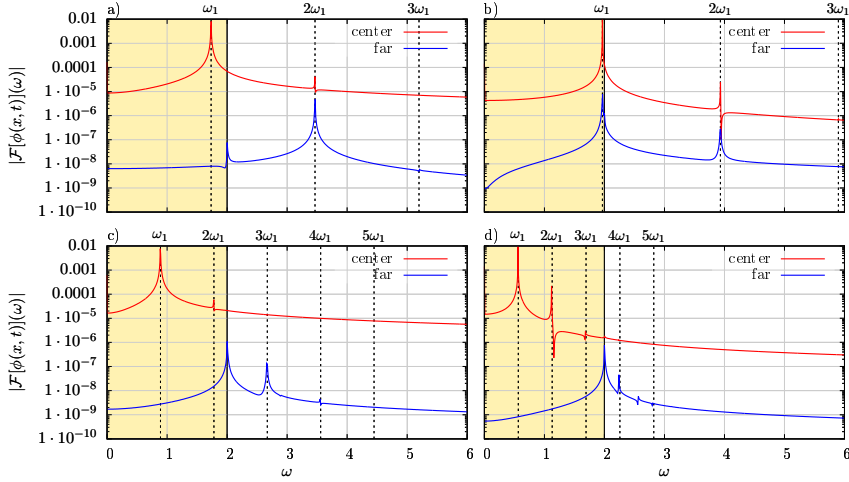 a) ω₁ 2ω₁ 3ω₁
b) ω₁ 2ω₁ 3ω₁
0.01
0.001
0.0001
1·10⁻⁵
1·10⁻⁶
1·10⁻⁷
1·10⁻⁸
1·10⁻⁹
1·10⁻¹⁰
|𝓕[ϕ(x,t)](ω)|
center
far
center
far
c) ω₁ 2ω₁ 3ω₁ 4ω₁ 5ω₁
d) ω₁ 2ω₁ 3ω₁ 4ω₁ 5ω₁
0.01
0.001
0.0001
1·10⁻⁵
1·10⁻⁶
1·10⁻⁷
1·10⁻⁸
1·10⁻⁹
1·10⁻¹⁰
|𝓕[ϕ(x,t)](ω)|
center
far
center
far
0 1 2 3 4 5 6
0 1 2 3 4 5 6
ω
ω